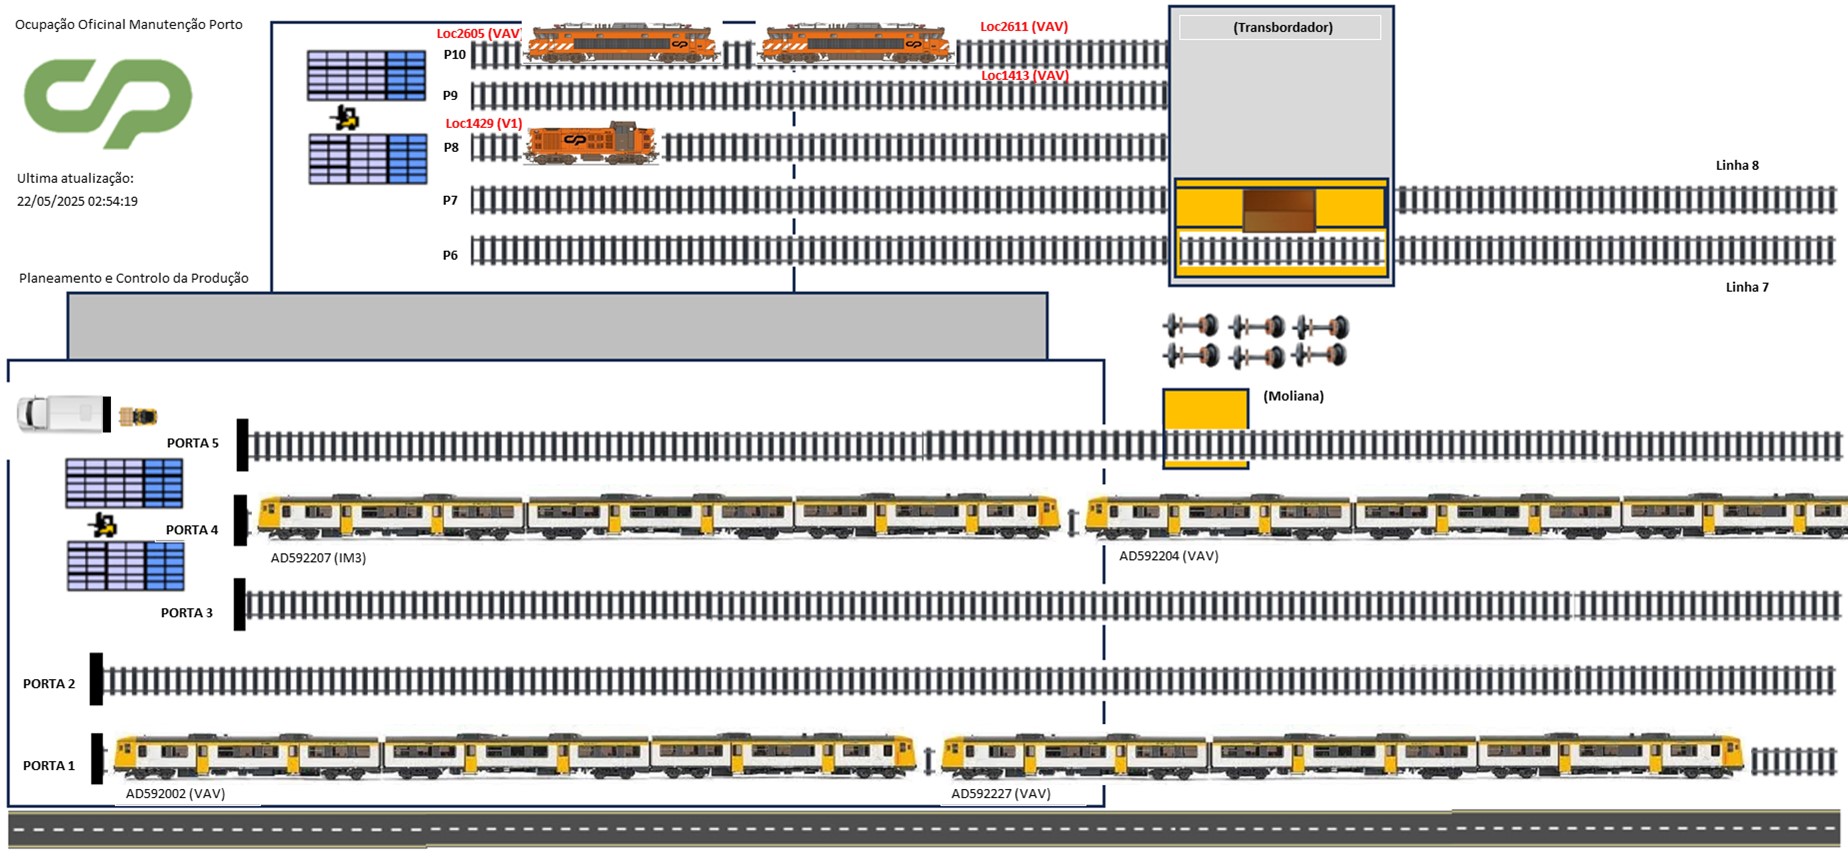 Ocupação Oficinal Manutenção Porto
Loc2605 (VAV)
Loc2611 (VAV)
(Transbordador)
P10
Loc1413 (VAV)
P9
Loc1429 (V1)
P8
Linha 8
Ultima atualização:
22/05/2025 02:54:19
P7
P6
Planeamento e Controlo da Produção
Linha 7
(Moliana)
PORTA 5
PORTA 4
AD592207 (IM3)
AD592204 (VAV)
PORTA 3
PORTA 2
PORTA 1
AD592002 (VAV)
AD592227 (VAV)